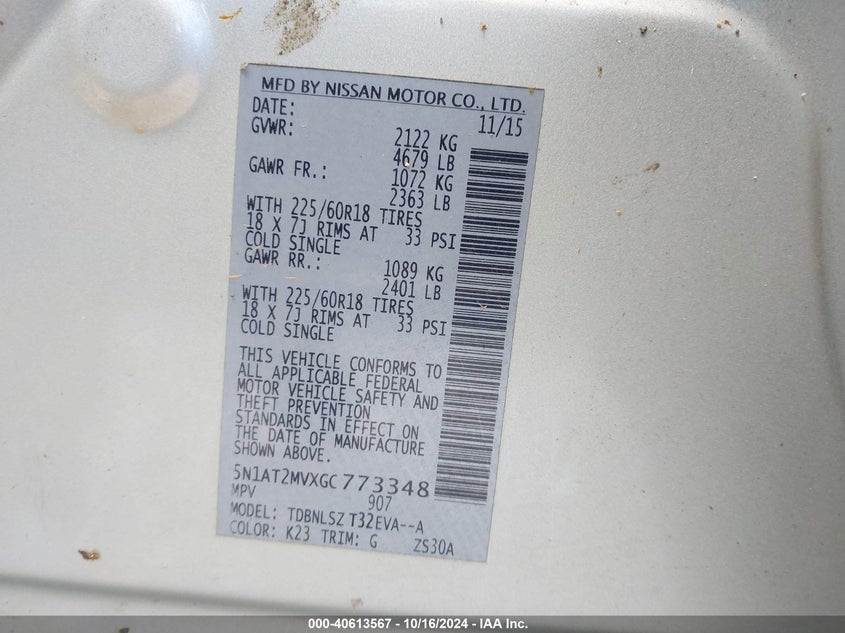 MFD BY NISSAN MOTOR CO., LTD.
DATE: 11/15
GVWR: 2122 KG
4679 LB
GAWR FR.: 1072 KG
2363 LB
WITH 225/60R18 TIRES
18 X 7J RIMS AT 33 PSI
COLD SINGLE
GAWR RR.: 1089 KG
2401 LB
WITH 225/60R18 TIRES
18 X 7J RIMS AT 33 PSI
COLD SINGLE
THIS VEHICLE CONFORMS TO
ALL APPLICABLE FEDERAL
MOTOR VEHICLE SAFETY AND
THEFT PREVENTION
STANDARDS IN EFFECT ON
THE DATE OF MANUFACTURE
SHOWN ABOVE.
5N1AT2MVXGC773348
MPV 907
MODEL: TDBNLSZ T32EVA--A
COLOR: K23 TRIM: G ZS30A
000-40613567 - 10/16/2024 - IAA Inc.